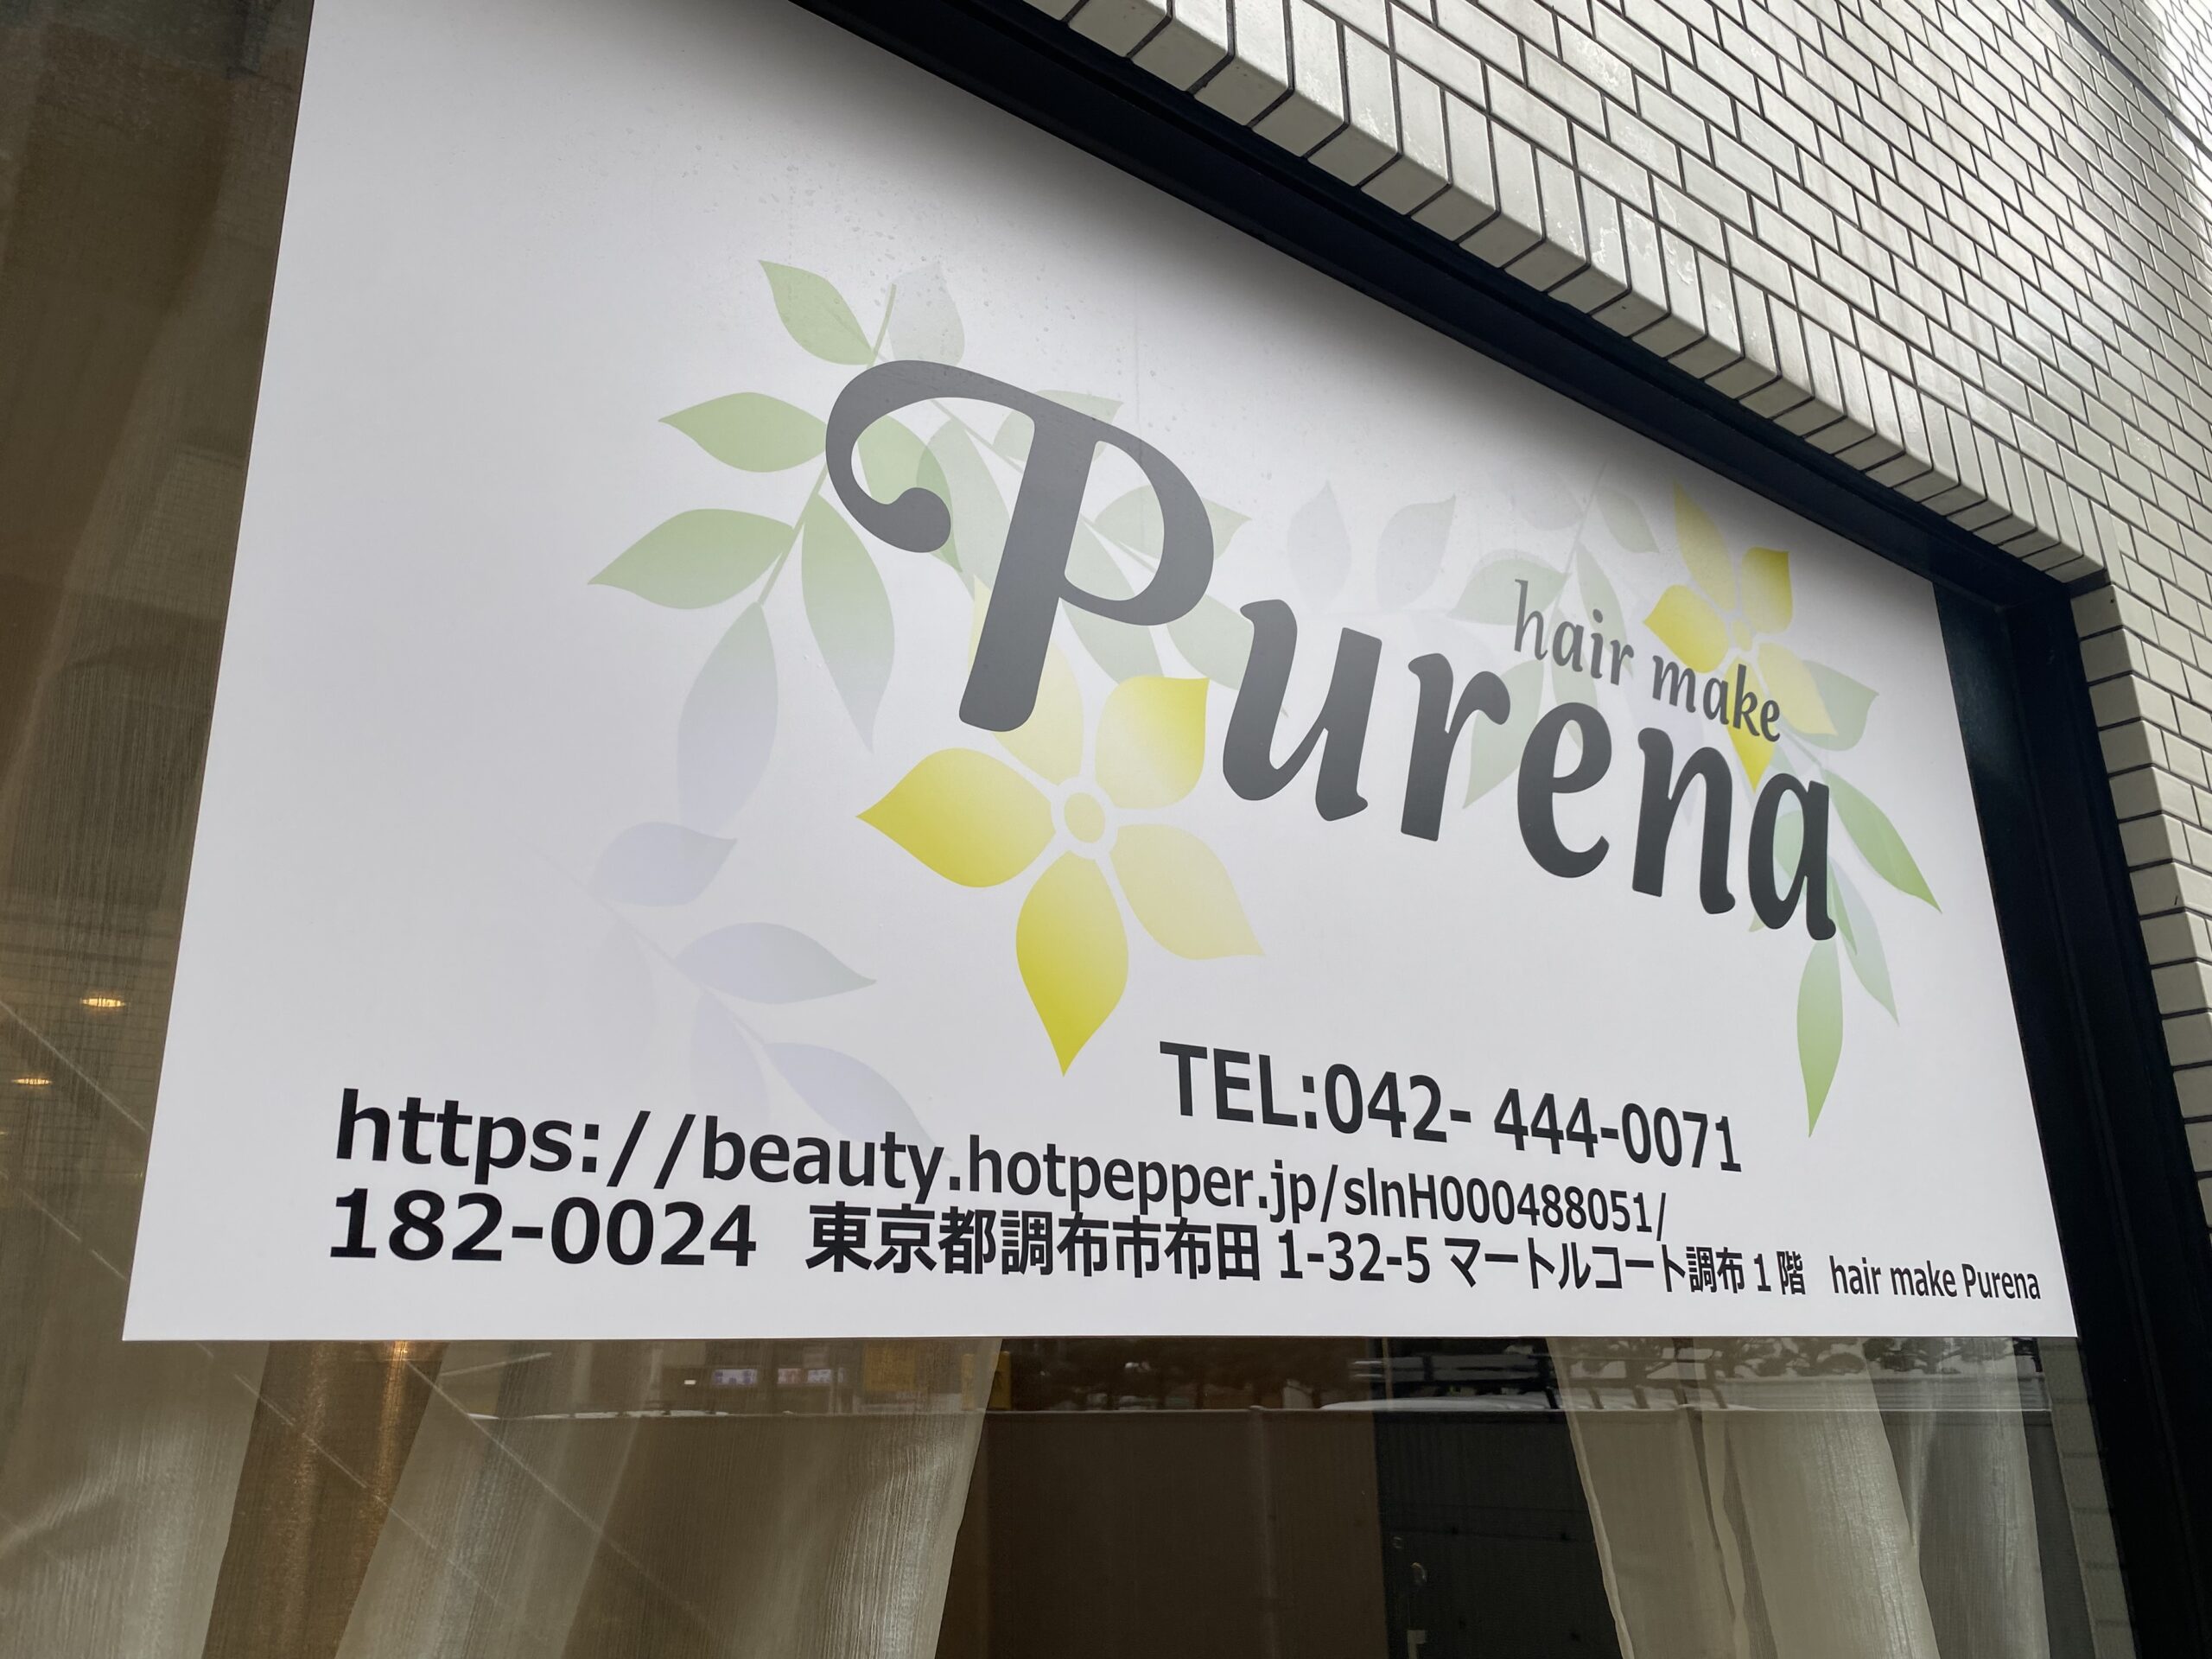 hair make
Purena
TEL:042- 444-0071
https://beauty.hotpepper.jp/slnH000488051/
182-0024 東京都調布市布田 1-32-5 マートルコート調布 1 階 hair make Purena